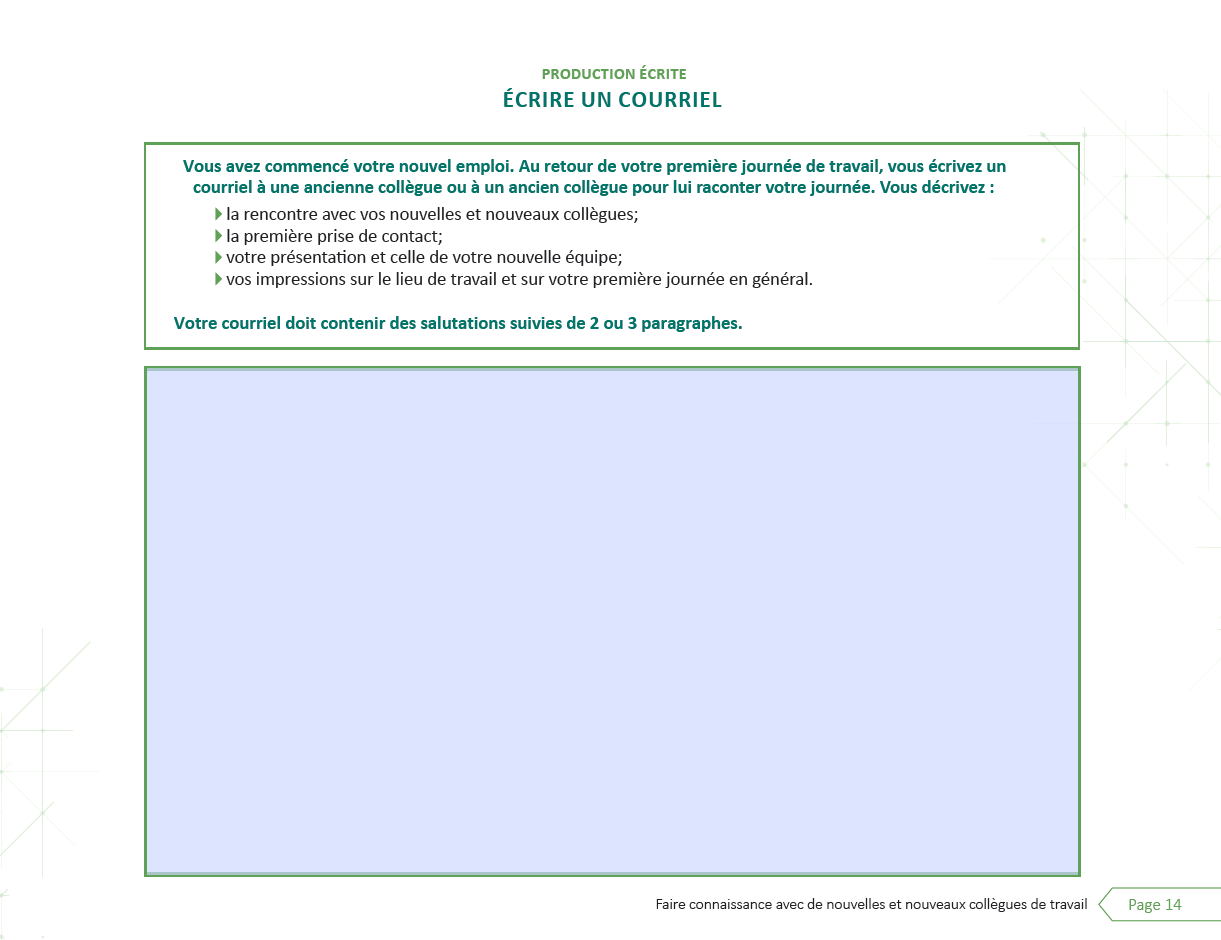 PRODUCTION ÉCRITE
ÉCRIRE UN COURRIEL
Vous avez commencé votre nouvel emploi. Au retour de votre première journée de travail, vous écrivez un
courriel à une ancienne collègue ou à un ancien collègue pour lui raconter votre journée. Vous décrivez :
la rencontre avec vos nouvelles et nouveaux collègues;
la première prise de contact;
votre présentation et celle de votre nouvelle équipe;
vos impressions sur le lieu de travail et sur votre première journée en général.
Votre courriel doit contenir des salutations suivies de 2 ou 3 paragraphes.
Faire connaissance avec de nouvelles et nouveaux collègues de travail
Page 14